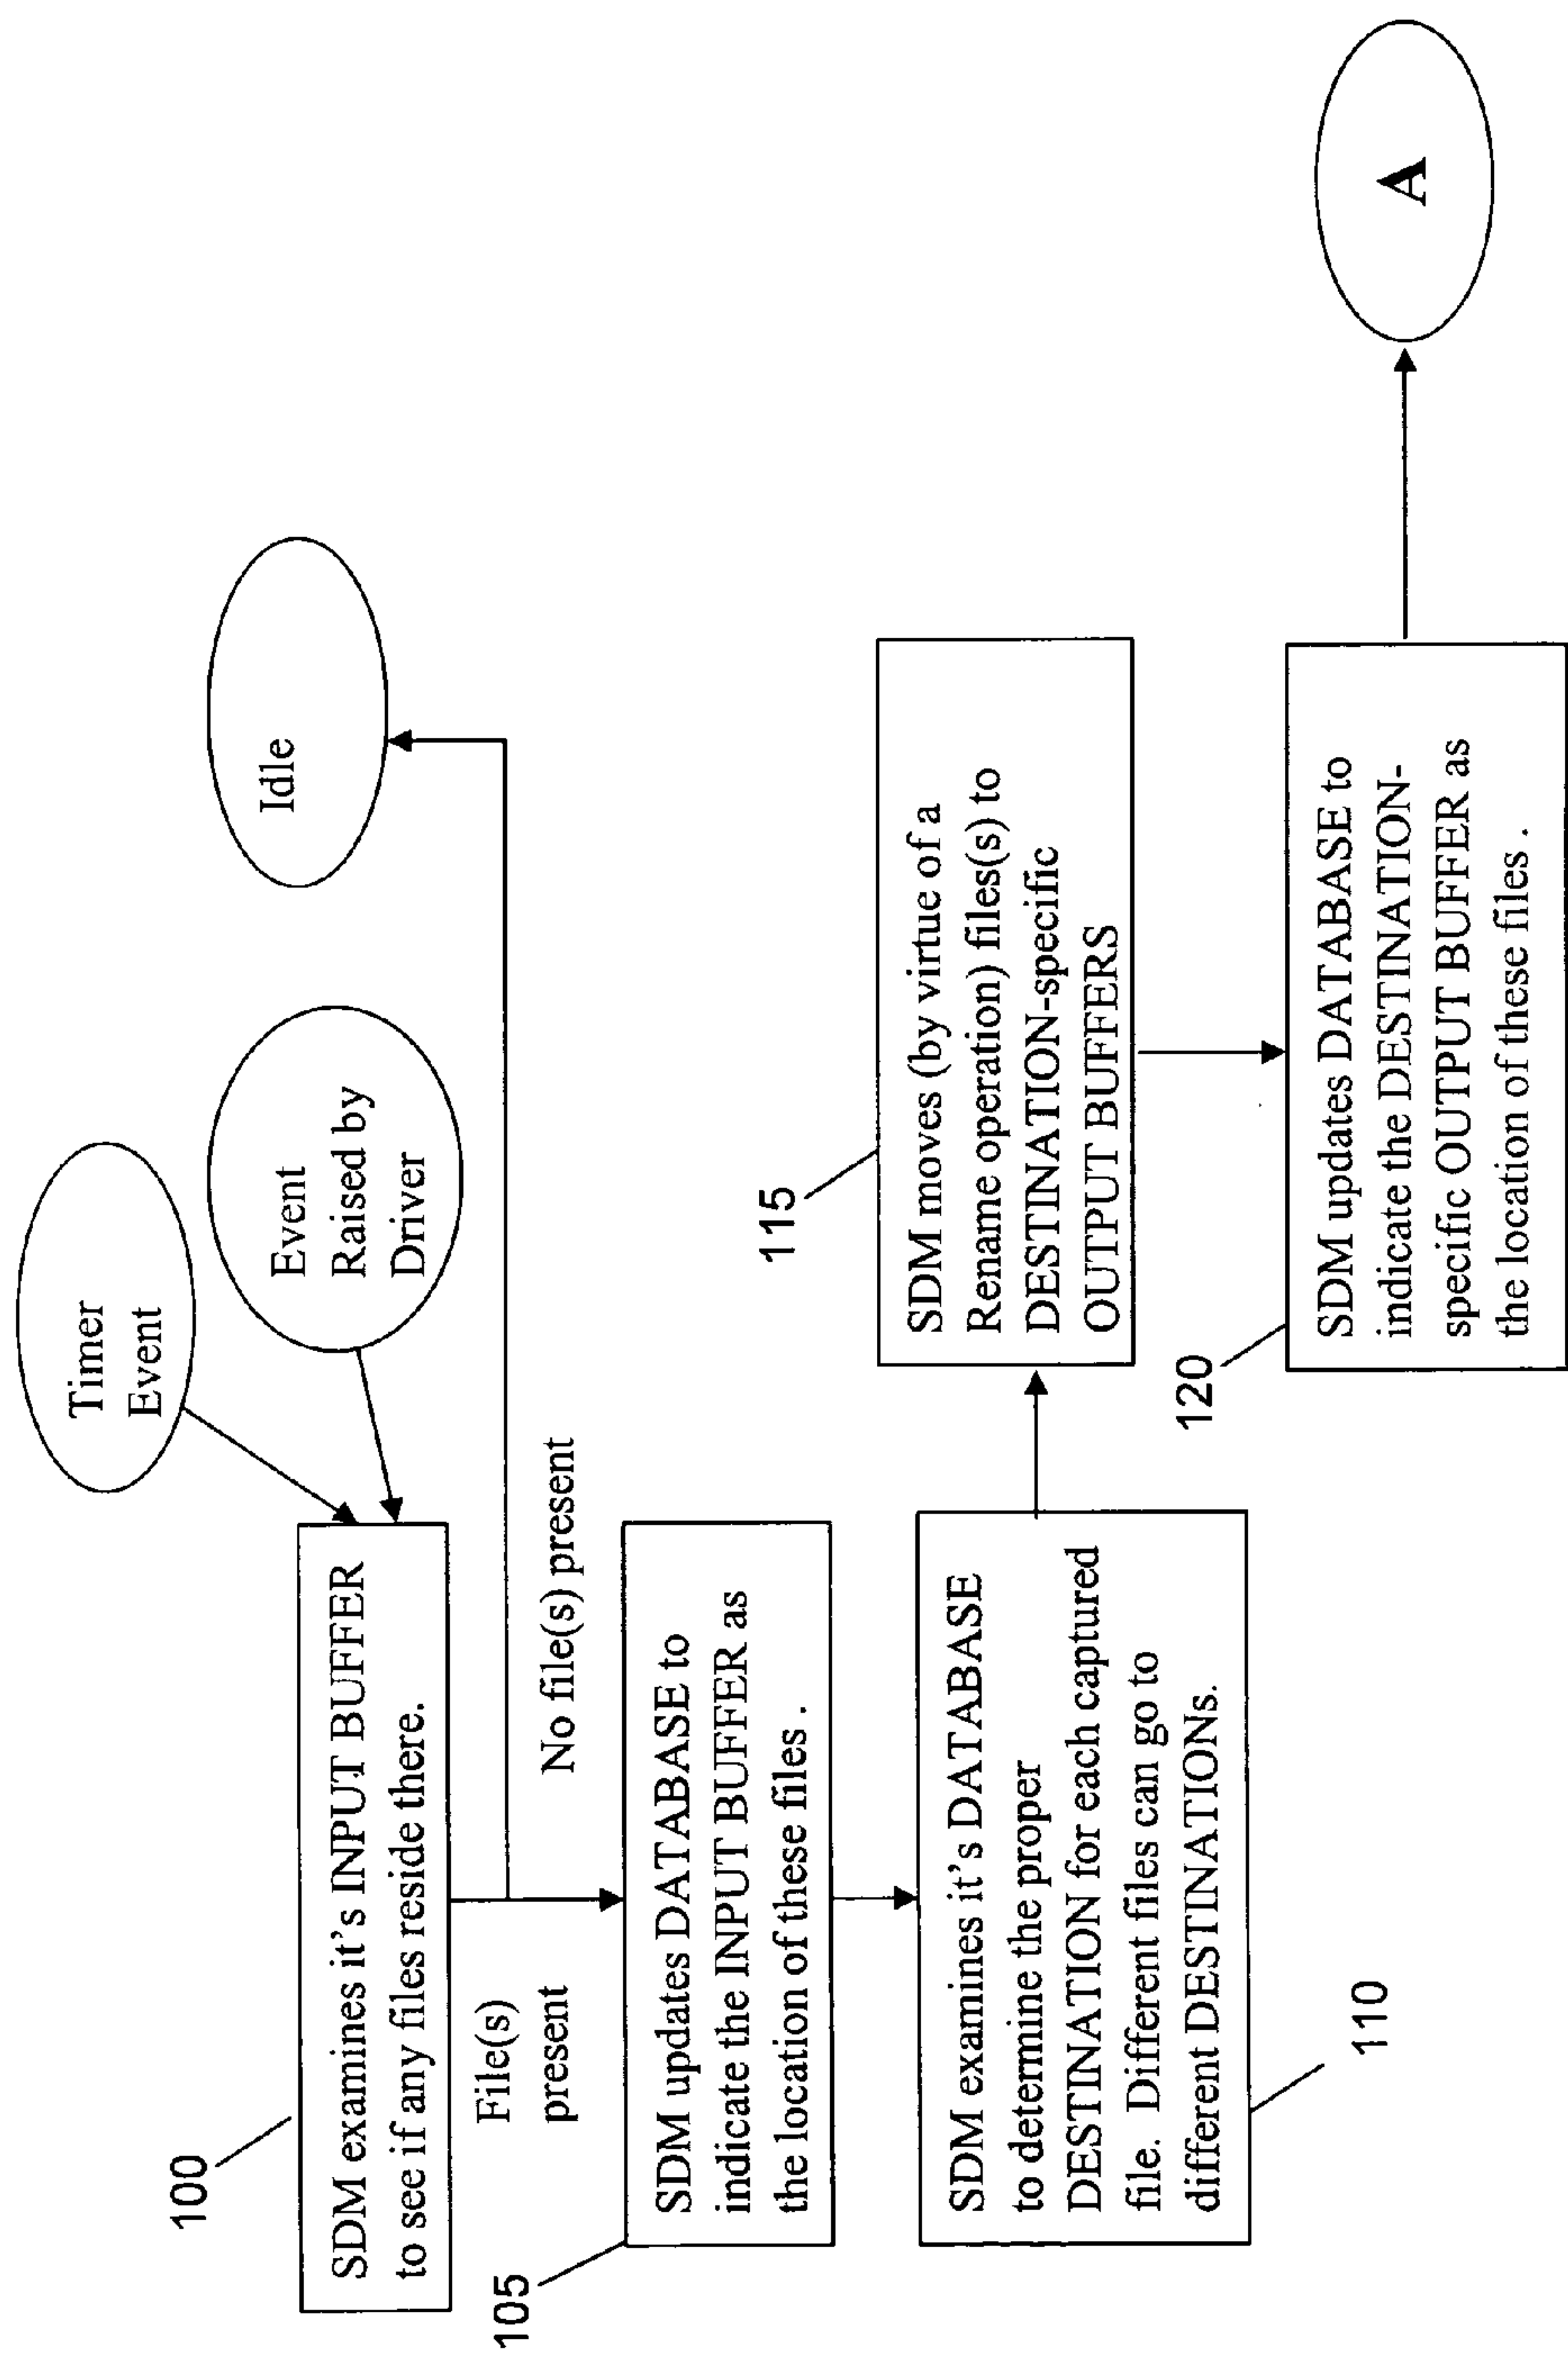 Timer
Event
Event
Raised by
Driver
Idle
100
SDM examines it's INPUT BUFFER
to see if any files reside there.
File(s)
present
No file(s) present
105
SDM updates DATABASE to
indicate the INPUT BUFFER as
the location of these files .
110
SDM examines it's DATABASE
to determine the proper
DESTINATION for each captured
file. Different files can go to
different DESTINATIONs.
115
SDM moves (by virtue of a
Rename operation) files(s) to
DESTINATION-specific
OUTPUT BUFFERS
120
SDM updates DATABASE to
indicate the DESTINATION-
specific OUTPUT BUFFER as
the location of these files .
A